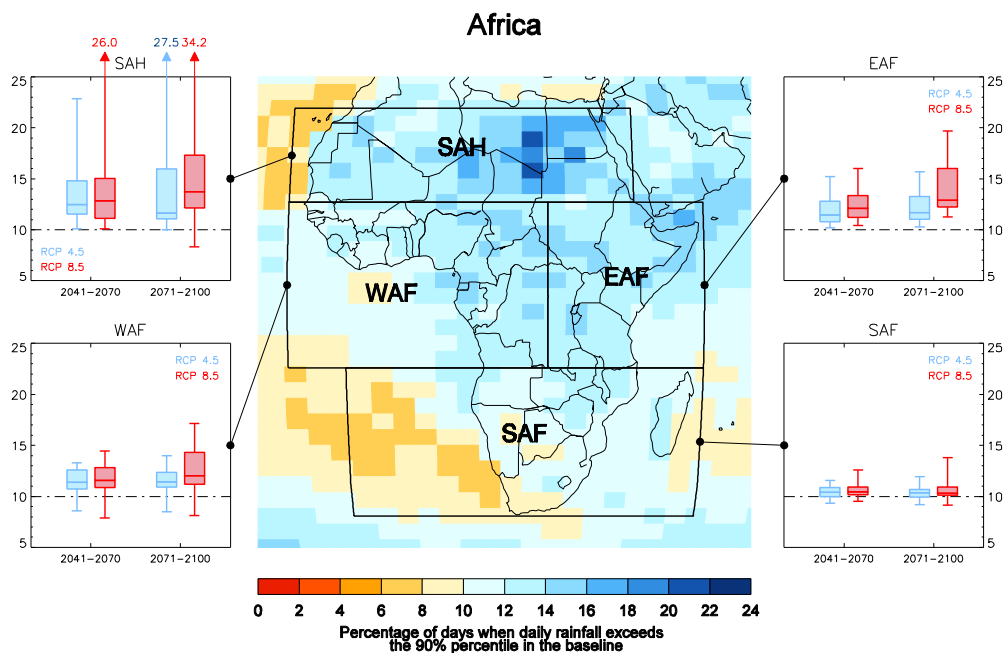 Africa
26.0 27.5 34.2
SAH
25
20
15
10
5
RCP 4.5
RCP 8.5
2041-2070 2071-2100
EAF
25
20
15
10
5
RCP 4.5
RCP 8.5
2041-2070 2071-2100
WAF
25
20
15
10
5
RCP 4.5
RCP 8.5
2041-2070 2071-2100
SAF
25
20
15
10
5
RCP 4.5
RCP 8.5
2041-2070 2071-2100
SAH
WAF
EAF
SAF
0 2 4 6 8 10 12 14 16 18 20 22 24
Percentage of days when daily rainfall exceeds
the 90% percentile in the baseline